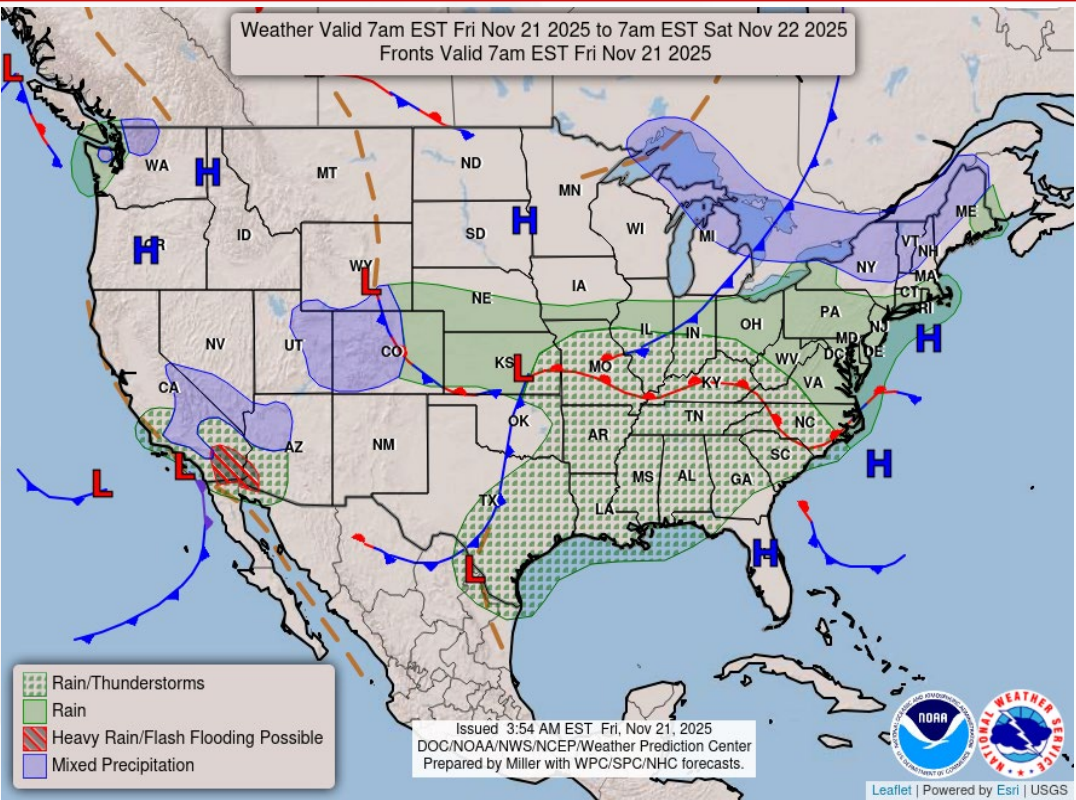 Weather Valid 7am EST Fri Nov 21 2025 to 7am EST Sat Nov 22 2025
Fronts Valid 7am EST Fri Nov 21 2025
L
WA
H
MT
ND
MN
ME
H
OR
ID
H
SD
WI
MI
VT
NH
NY
MA
CT
RI
WY
L
NE
IA
PA
NJ
H
NV
UT
CO
IL
IN
OH
MD
DE
DC
WV
VA
KS
L
MO
KY
CA
AZ
NM
OK
AR
TN
NC
SC
L
L
TX
MS
AL
GA
LA
H
L
H
Rain/Thunderstorms
Rain
Heavy Rain/Flash Flooding Possible
Mixed Precipitation
Issued 3:54 AM EST Fri, Nov 21, 2025
DOC/NOAA/NWS/NCEP/Weather Prediction Center
Prepared by Miller with WPC/SPC/NHC forecasts.
NOAA
NATIONAL WEATHER SERVICE
Leaflet | Powered by Esri | USGS